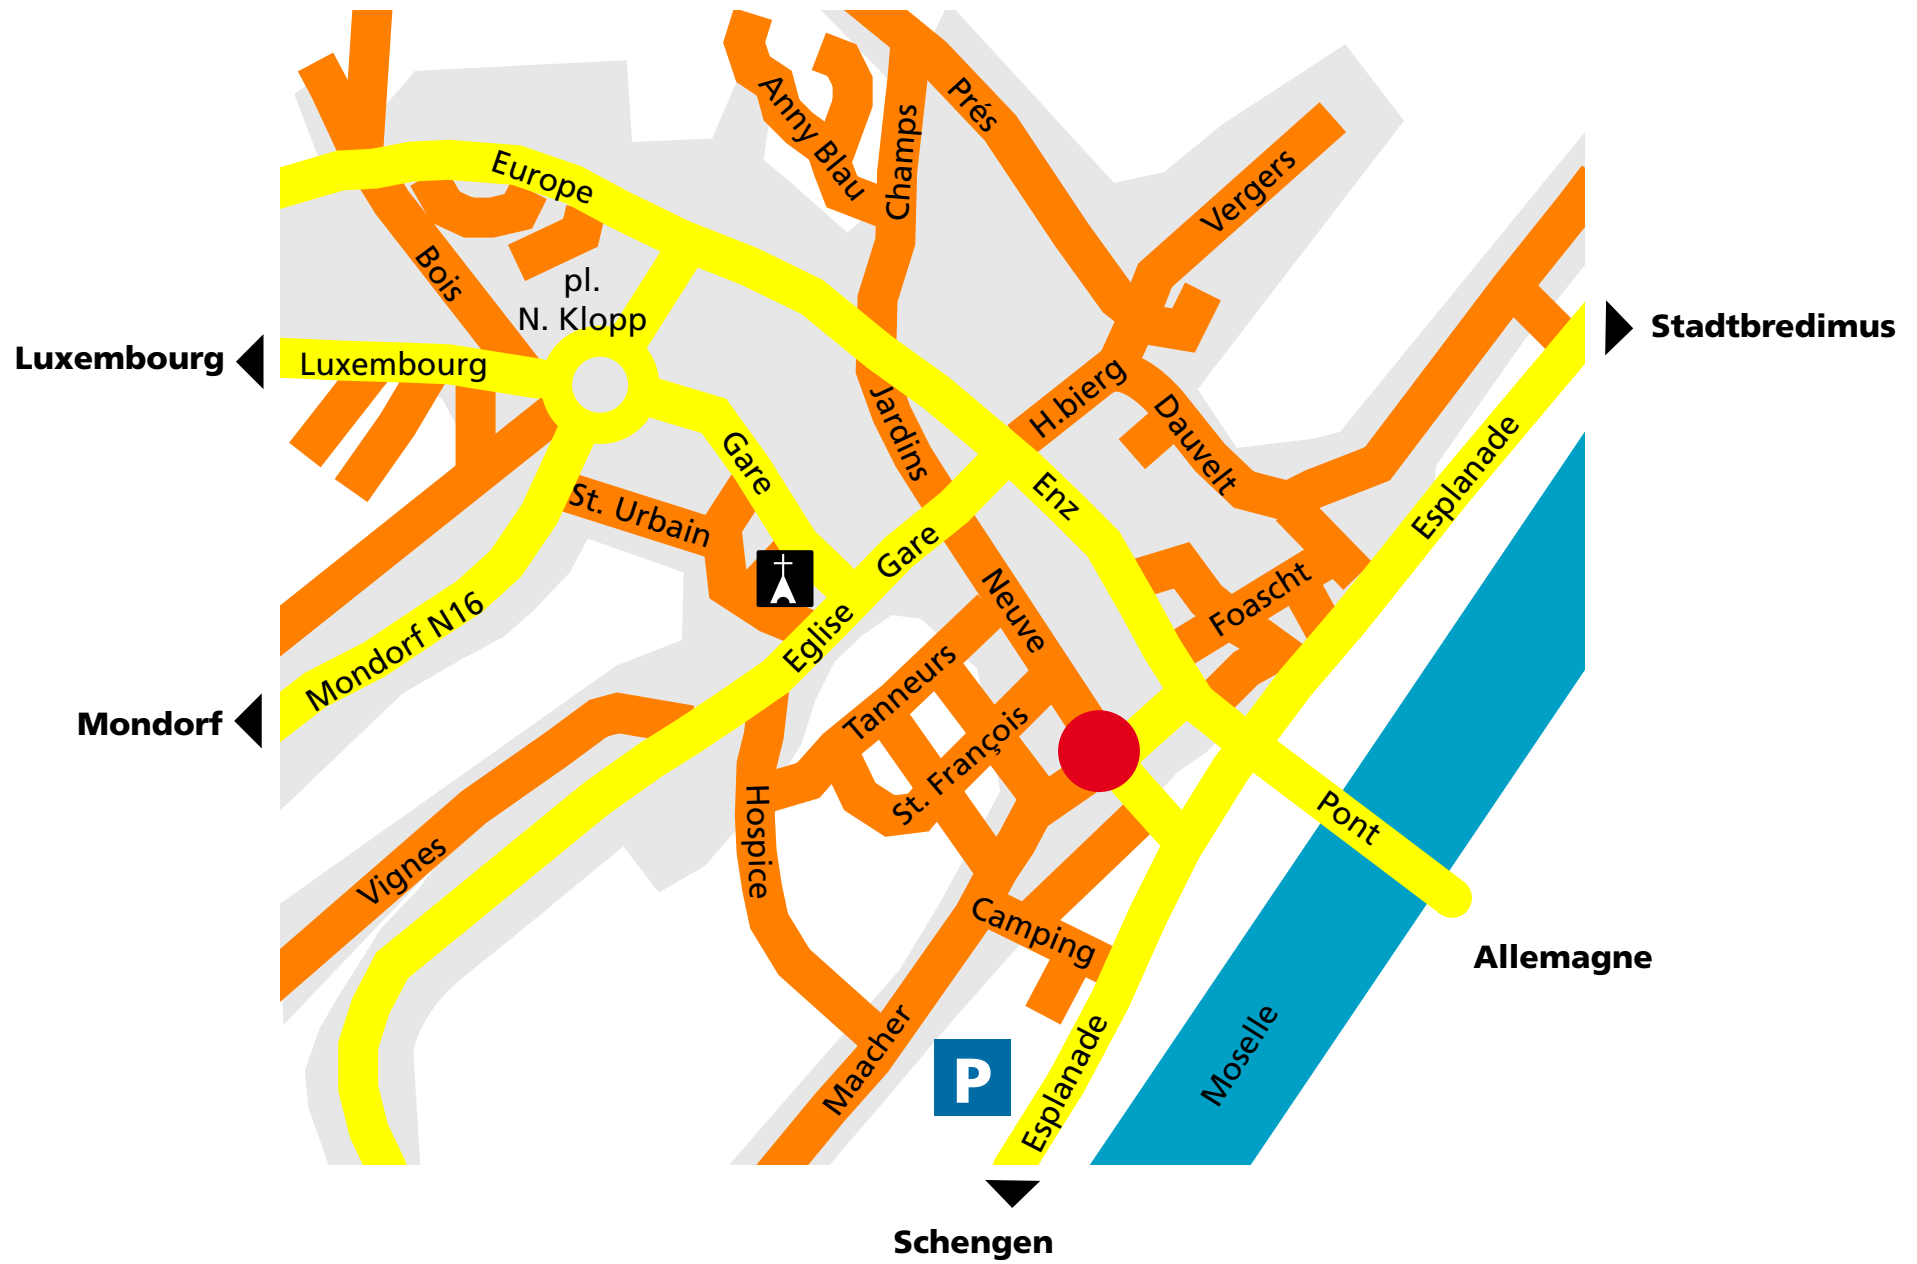 Europe
Anny Blau
Champs
Prés
Vergers
Bois
pl.
N. Klopp
Luxembourg
Luxembourg
Stadtbredimus
Jardins
H.bierg
Dauvelt
Esplanade
Gare
Enz
St. Urbain
Gare
Foascht
Neuve
Mondorf N16
Eglise
Tanneurs
Mondorf
St. François
Hospice
Pont
Vignes
Camping
Allemagne
Maacher
Esplanade
Moselle
P
Schengen